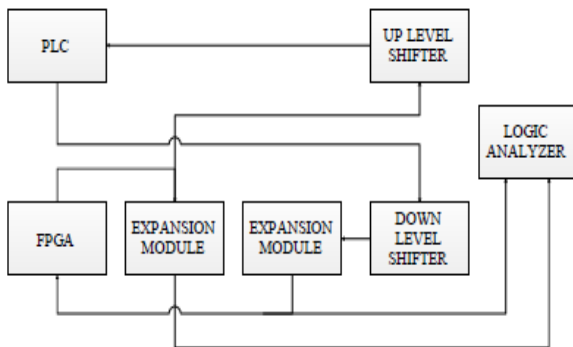 PLC
UP LEVEL
SHIFTER
LOGIC
ANALYZER
FPGA
EXPANSION
MODULE
EXPANSION
MODULE
DOWN
LEVEL
SHIFTER